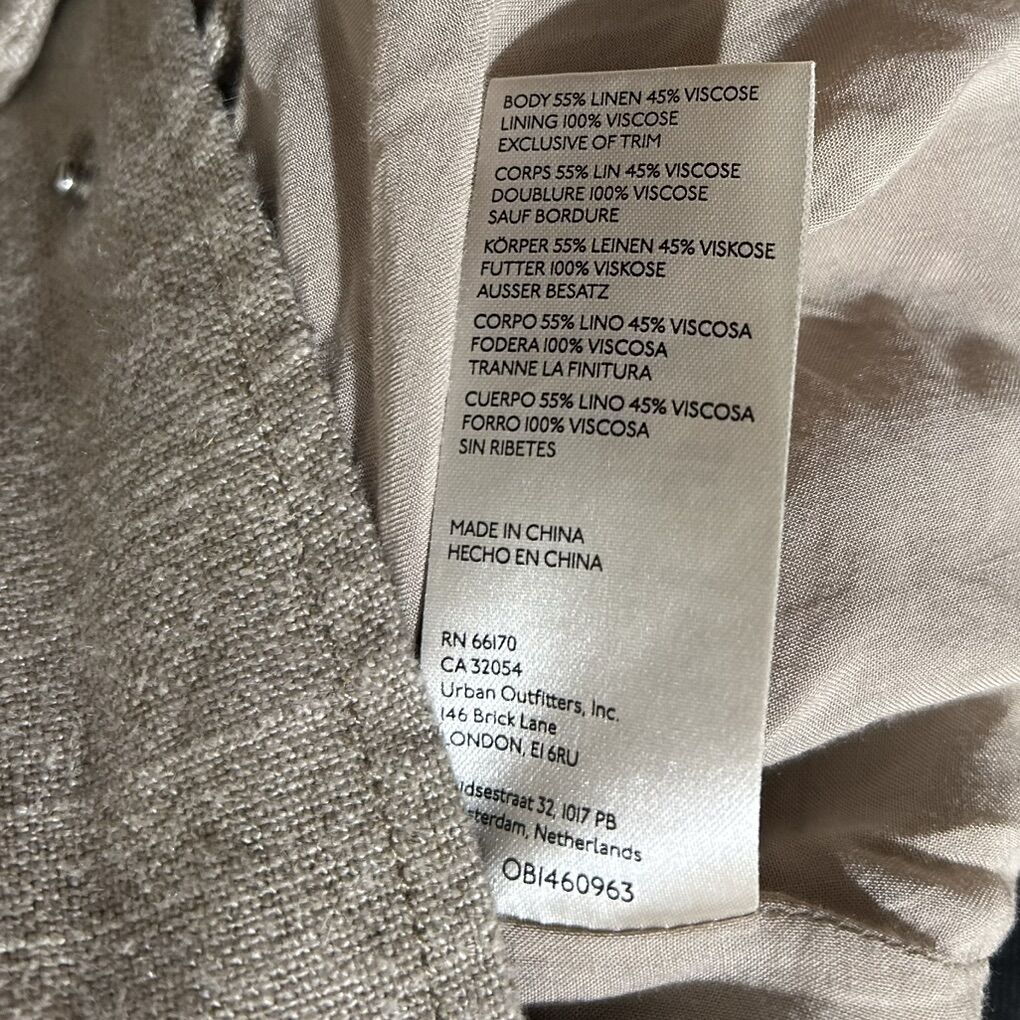 BODY 55% LINEN 45% VISCOSE
LINING 100% VISCOSE
EXCLUSIVE OF TRIM
CORPS 55% LIN 45% VISCOSE
DOUBLURE 100% VISCOSE
SAUF BORDURE
KÖRPER 55% LEINEN 45% VISKOSE
FUTTER 100% VISKOSE
AUSSER BESATZ
CORPO 55% LINO 45% VISCOSA
FODERA 100% VISCOSA
TRANNE LA FINITURA
CUERPO 55% LINO 45% VISCOSA
FORRO 100% VISCOSA
SIN RIBETES
MADE IN CHINA
HECHO EN CHINA
RN 66170
CA 32054
Urban Outfitters, Inc.
146 Brick Lane
LONDON, E1 6RU
32, 1017 PB
Netherlands
OB1460963